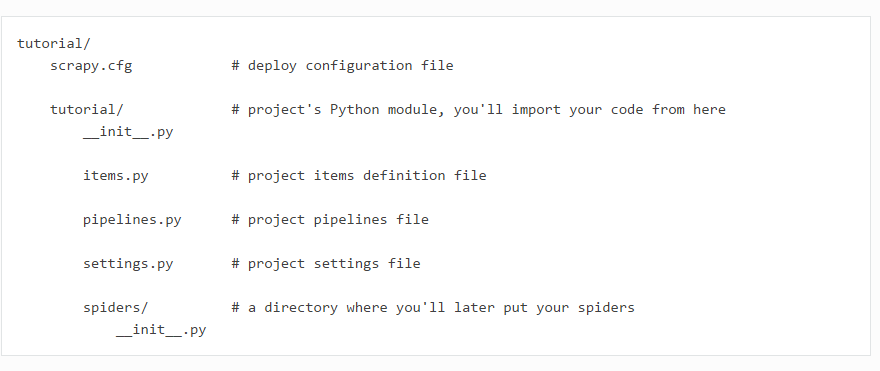 tutorial/
    scrapy.cfg            # deploy configuration file
    tutorial/             # project's Python module, you'll import your code from here
        __init__.py
        items.py          # project items definition file
        pipelines.py      # project pipelines file
        settings.py       # project settings file
        spiders/          # a directory where you'll later put your spiders
            __init__.py